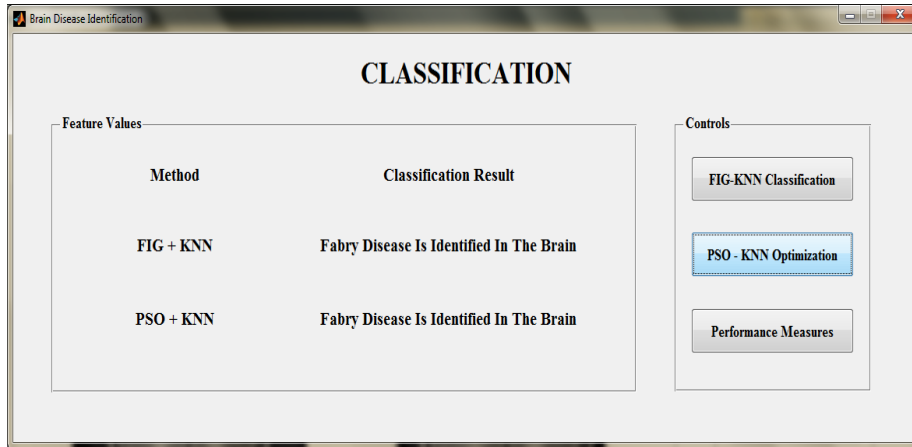 Brain Disease Identification
CLASSIFICATION
Feature Values
Method Classification Result
FIG + KNN Fabry Disease Is Identified In The Brain
PSO + KNN Fabry Disease Is Identified In The Brain
Controls
FIG-KNN Classification
PSO - KNN Optimization
Performance Measures